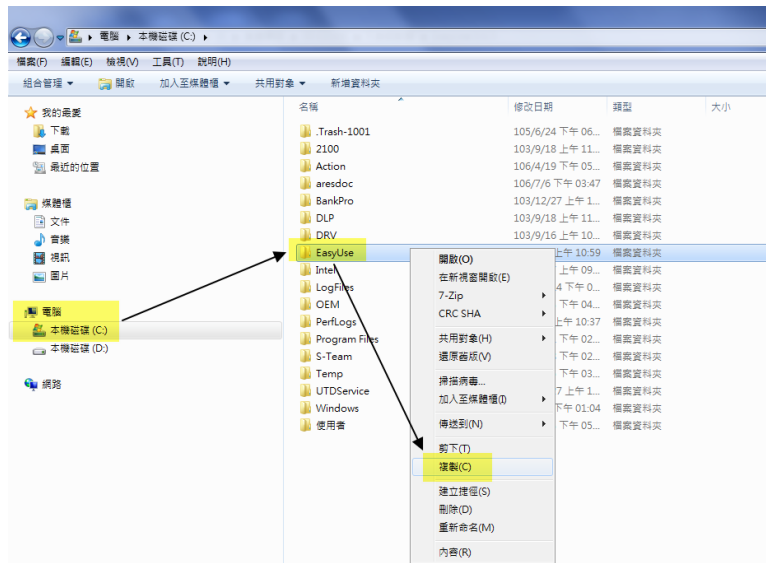 電腦 ▸ 本機磁碟 (C:) ▸
檔案(F) 編輯(E) 檢視(V) 工具(T) 說明(H)
組合管理 ▼ 開啟 加入至媒體櫃 ▼ 共用對象 ▼ 新增資料夾
我的最愛
下載
桌面
最近的位置
媒體櫃
文件
音樂
視訊
圖片
電腦
本機磁碟 (C:)
本機磁碟 (D:)
網路
名稱 修改日期 類型 大小
.Trash-1001 105/6/24 下午 06... 檔案資料夾
2100 103/9/18 上午 11... 檔案資料夾
Action 106/4/19 下午 05... 檔案資料夾
aresdoc 106/7/6 下午 03:47 檔案資料夾
BankPro 103/12/27 上午 1... 檔案資料夾
DLP 103/9/18 上午 11... 檔案資料夾
DRV 103/9/16 上午 10... 檔案資料夾
EasyUse 上午 10:59 檔案資料夾
Intel 上午 09... 檔案資料夾
LogFiles 4 下午 0... 檔案資料夾
OEM 下午 04... 檔案資料夾
PerfLogs 上午 10:37 檔案資料夾
Program Files 下午 02... 檔案資料夾
S-Team 下午 02... 檔案資料夾
Temp 下午 03... 檔案資料夾
UTDService 7 上午 1... 檔案資料夾
Windows 下午 01:04 檔案資料夾
使用者 下午 05... 檔案資料夾
開啟(O)
在新視窗開啟(E)
7-Zip
CRC SHA
共用對象(H)
還原舊版(V)
掃描病毒...
加入至媒體櫃(I)
傳送到(N)
剪下(T)
複製(C)
建立捷徑(S)
刪除(D)
重新命名(M)
內容(R)